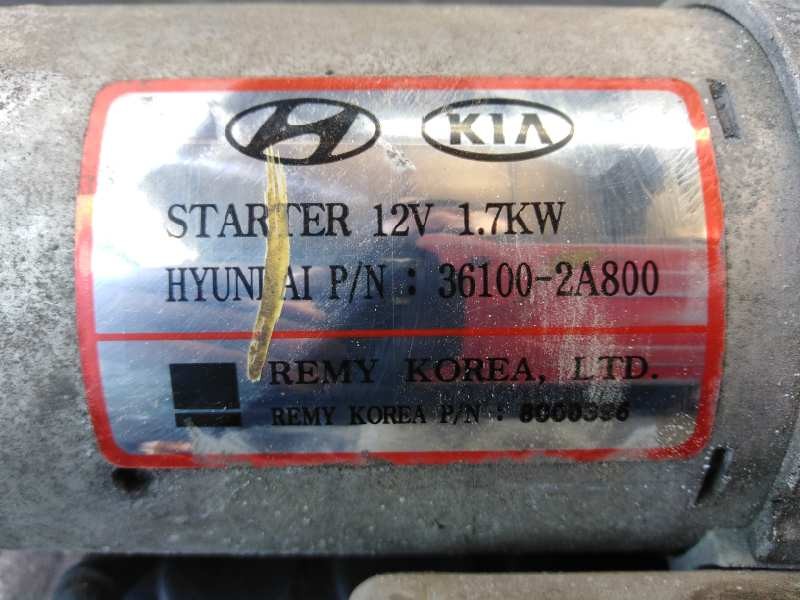 KIA
STARTER 12V 1.7KW
HYUNDAI P/N : 36100-2A800
REMY KOREA, LTD.
REMY KOREA P/N :